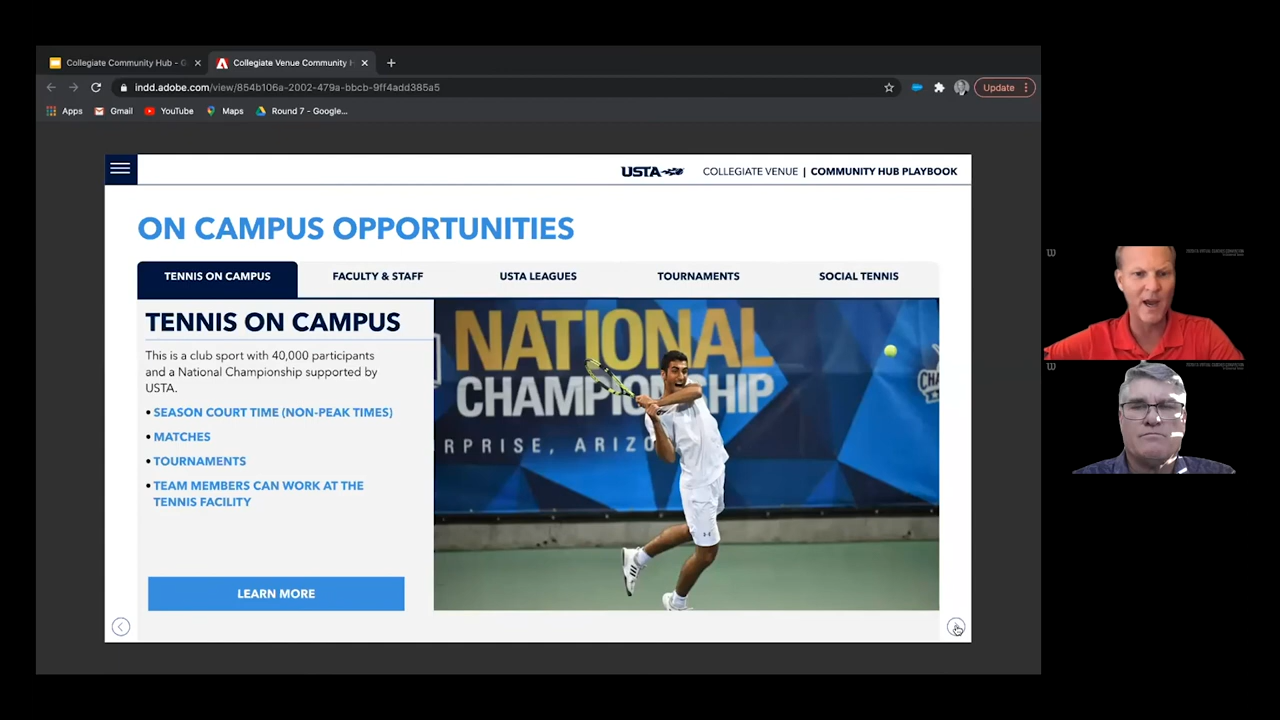 Collegiate Community Hub - G
Collegiate Venue Community H
indd.adobe.com/view/854b106a-2002-479a-bbcb-9ff4add385a5
Update
Apps
Gmail
YouTube
Maps
Round 7 - Google...
USTA
COLLEGIATE VENUE | COMMUNITY HUB PLAYBOOK
ON CAMPUS OPPORTUNITIES
TENNIS ON CAMPUS
FACULTY & STAFF
USTA LEAGUES
TOURNAMENTS
SOCIAL TENNIS
TENNIS ON CAMPUS
This is a club sport with 40,000 participants
and a National Championship supported by
USTA.
• SEASON COURT TIME (NON-PEAK TIMES)
• MATCHES
• TOURNAMENTS
• TEAM MEMBERS CAN WORK AT THE
TENNIS FACILITY
LEARN MORE
NATIONAL
CHAMPIONSHIP
RPRISE, ARIZO
CHA